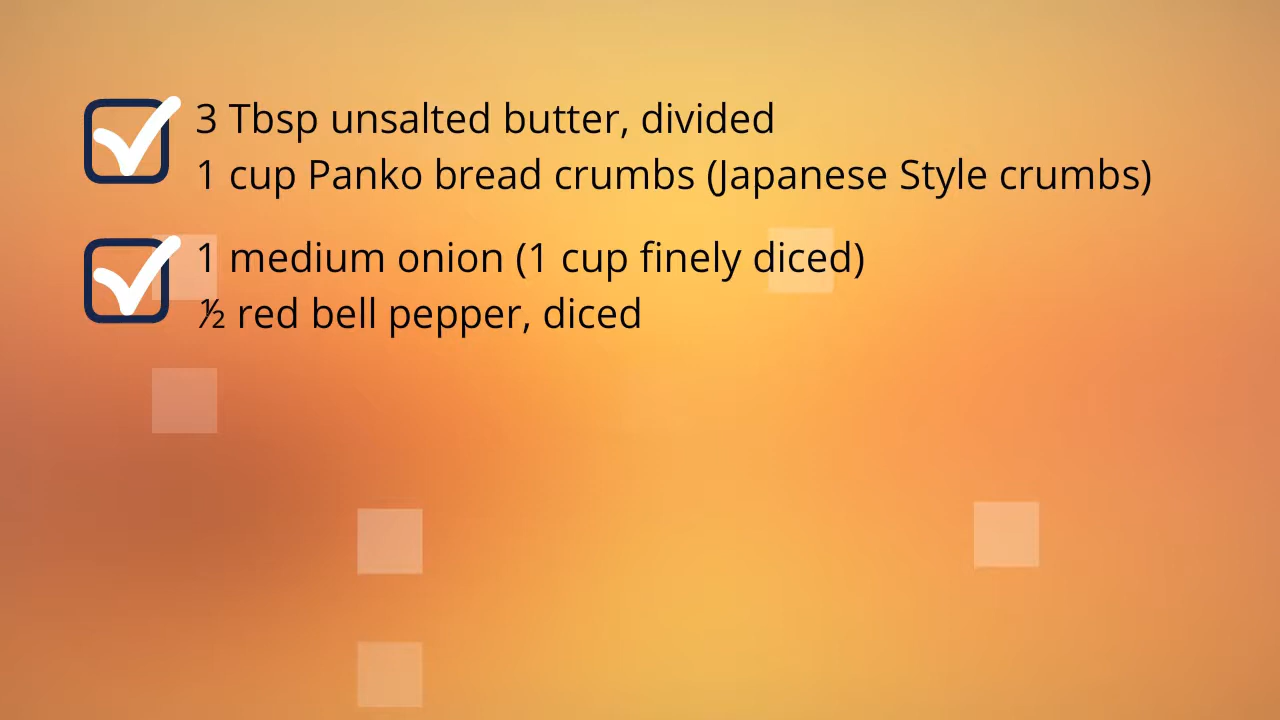 3 Tbsp unsalted butter, divided
1 cup Panko bread crumbs (Japanese Style crumbs)
1 medium onion (1 cup finely diced)
½ red bell pepper, diced